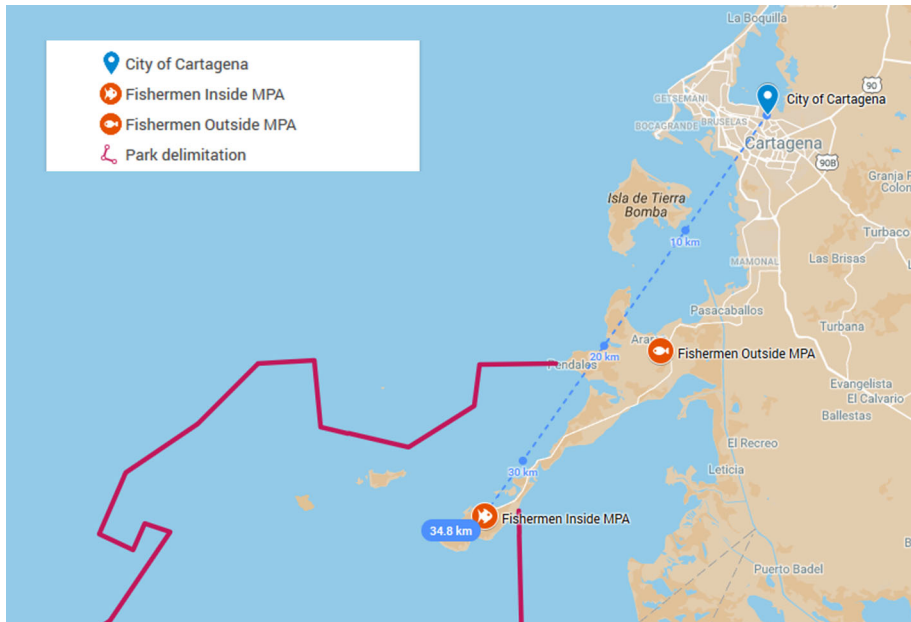 La Boquilla
City of Cartagena
Fishermen Inside MPA
Fishermen Outside MPA
Park delimitation
90
GETSEMANÍ
BOCAGRANDE
BRUSELAS
City of Cartagena
Cartagena
90B
Granja P
Colon
Isla de Tierra
Bomba
10 km
Turbaco
MAMONAL
Las Brisas
Pasacaballos
Turbana
20 km
Fishermen Outside MPA
Evangelista
El Calvario
Ballestas
El Recreo
Leticia
30 km
34.8 km
Fishermen Inside MPA
Puerto Badel